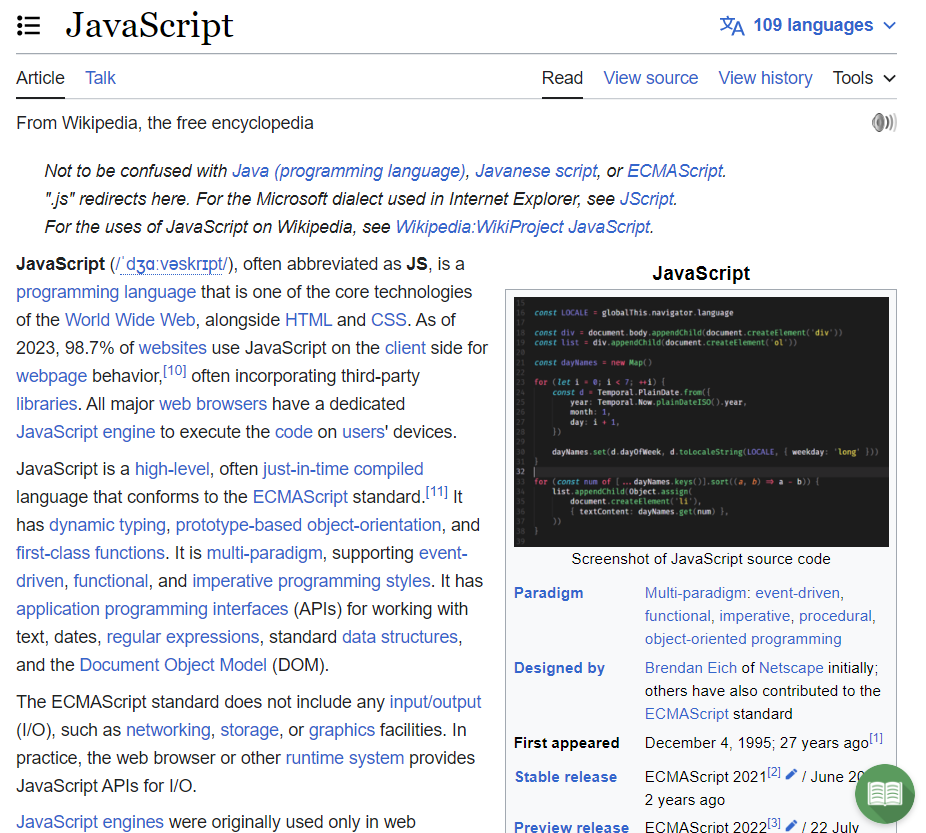 JavaScript
109 languages
Article Talk Read View source View history Tools
From Wikipedia, the free encyclopedia
Not to be confused with Java (programming language), Javanese script, or ECMAScript.
".js" redirects here. For the Microsoft dialect used in Internet Explorer, see JScript.
For the uses of JavaScript on Wikipedia, see Wikipedia:WikiProject JavaScript.
JavaScript (/ˈdʒɑːvəskrɪpt/), often abbreviated as JS, is a
programming language that is one of the core technologies
of the World Wide Web, alongside HTML and CSS. As of
2023, 98.7% of websites use JavaScript on the client side for
webpage behavior,[10] often incorporating third-party
libraries. All major web browsers have a dedicated
JavaScript engine to execute the code on users' devices.
JavaScript is a high-level, often just-in-time compiled
language that conforms to the ECMAScript standard.[11] It
has dynamic typing, prototype-based object-orientation, and
first-class functions. It is multi-paradigm, supporting event-
driven, functional, and imperative programming styles. It has
application programming interfaces (APIs) for working with
text, dates, regular expressions, standard data structures,
and the Document Object Model (DOM).
The ECMAScript standard does not include any input/output
(I/O), such as networking, storage, or graphics facilities. In
practice, the web browser or other runtime system provides
JavaScript APIs for I/O.
JavaScript engines were originally used only in web
JavaScript
15
16 const LOCALE = globalThis.navigator.language
17
18 const div = document.body.appendChild(document.createElement('div'))
19 const list = div.appendChild(document.createElement('ol'))
20
21 const dayNames = new Map()
22
23 for (let i = 0; i < 7; ++i) {
24 const d = Temporal.PlainDate.from({
25 year: Temporal.Now.plainDateISO().year,
26 month: 1,
27 day: i + 1,
28 })
29
30 dayNames.set(d.dayOfWeek, d.toLocaleString(LOCALE, { weekday: 'long' }))
31 }
32
33 for (const num of [...dayNames.keys()].sort((a, b) => a - b)) {
34 list.appendChild(Object.assign(
35 document.createElement('li'),
36 { textContent: dayNames.get(num) },
37 ))
38 }
39
Screenshot of JavaScript source code
Paradigm Multi-paradigm: event-driven,
functional, imperative, procedural,
object-oriented programming
Designed by Brendan Eich of Netscape initially;
others have also contributed to the
ECMAScript standard
First appeared December 4, 1995; 27 years ago[1]
Stable release ECMAScript 2021[2] / June
2 years ago
Preview release ECMAScript 2022[3] / 22 July